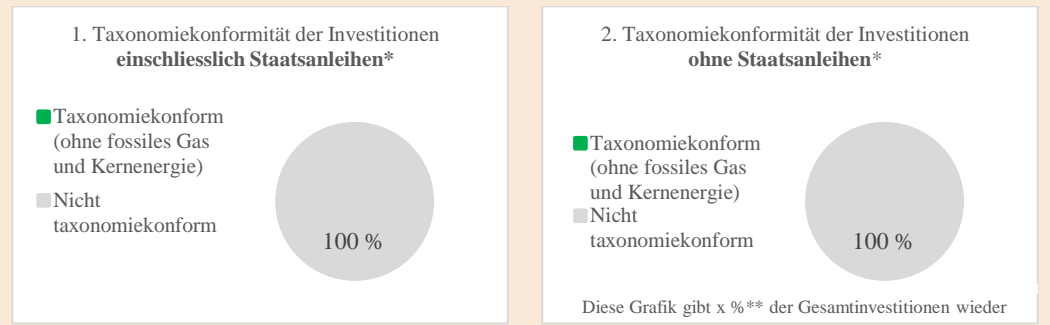 1. Taxonomiekonformität der Investitionen
einschliesslich Staatsanleihen*
Taxonomiekonform
(ohne fossiles Gas
und Kernenergie)
Nicht
taxonomiekonform
100 %
2. Taxonomiekonformität der Investitionen
ohne Staatsanleihen*
Taxonomiekonform
(ohne fossiles Gas
und Kernenergie)
Nicht
taxonomiekonform
100 %
Diese Grafik gibt x %** der Gesamtinvestitionen wieder